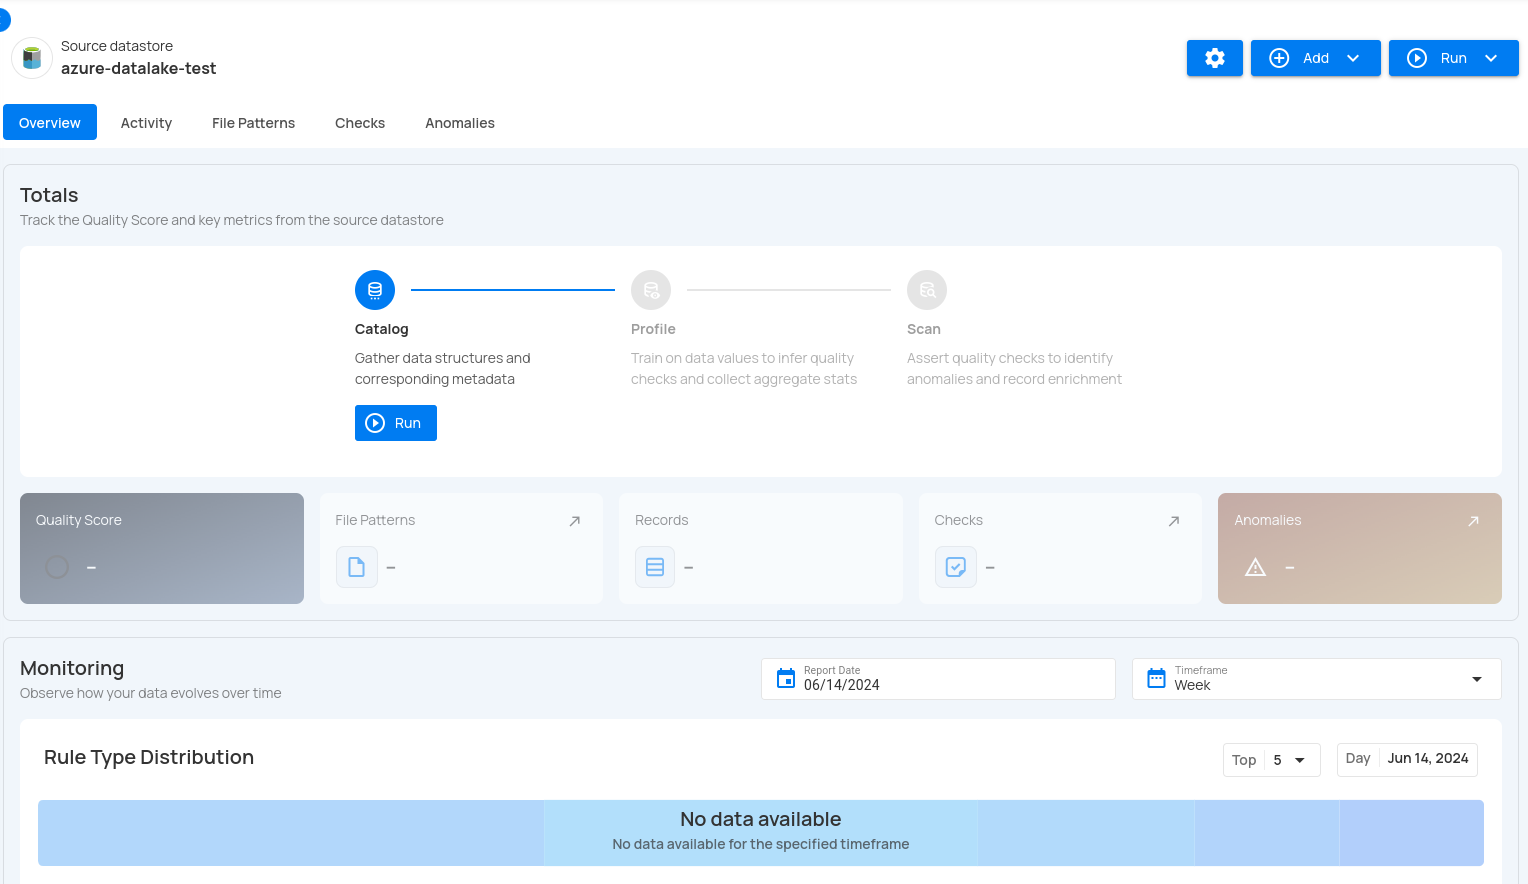 Source datastore
azure-datalake-test
Add
Run
Overview
Activity
File Patterns
Checks
Anomalies
Totals
Track the Quality Score and key metrics from the source datastore
Catalog
Gather data structures and
corresponding metadata
Run
Profile
Train on data values to infer quality
checks and collect aggregate stats
Scan
Assert quality checks to identify
anomalies and record enrichment
Quality Score
–
File Patterns
–
Records
–
Checks
–
Anomalies
–
Monitoring
Observe how your data evolves over time
Report Date
06/14/2024
Timeframe
Week
Rule Type Distribution
Top 5
Day Jun 14, 2024
No data available
No data available for the specified timeframe